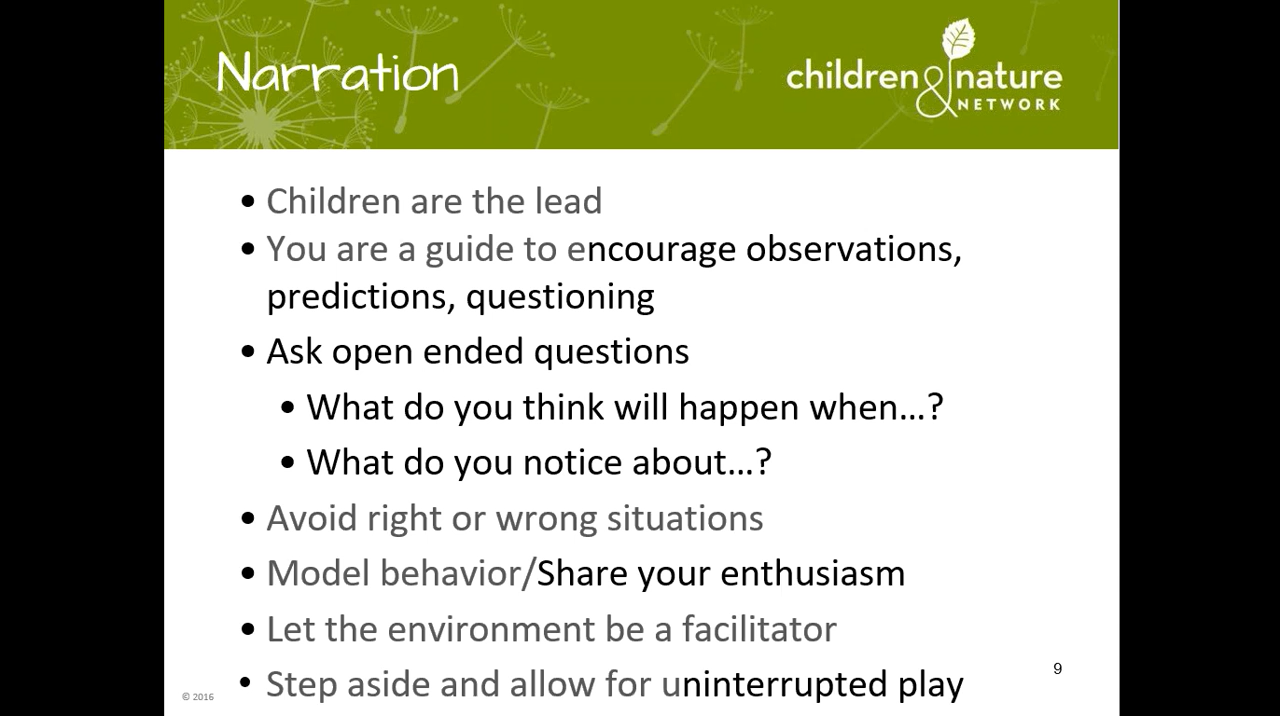 Narration
children & nature
NETWORK
• Children are the lead
• You are a guide to encourage observations,
predictions, questioning
• Ask open ended questions
• What do you think will happen when...?
• What do you notice about...?
• Avoid right or wrong situations
• Model behavior/Share your enthusiasm
• Let the environment be a facilitator
• Step aside and allow for uninterrupted play
9
© 2016